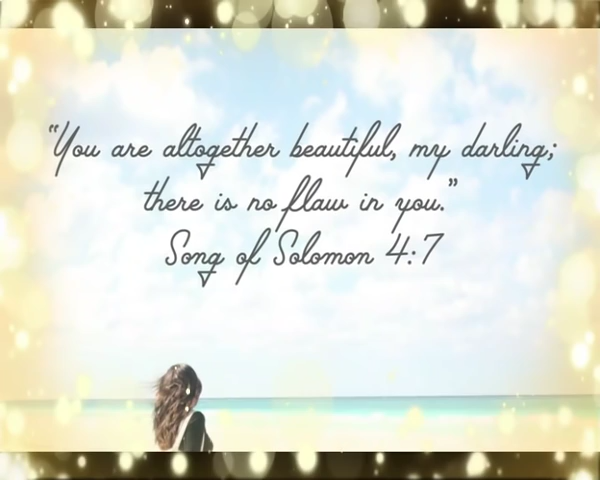 “You are altogether beautiful, my darling;
there is no flaw in you.”
Song of Solomon 4:7